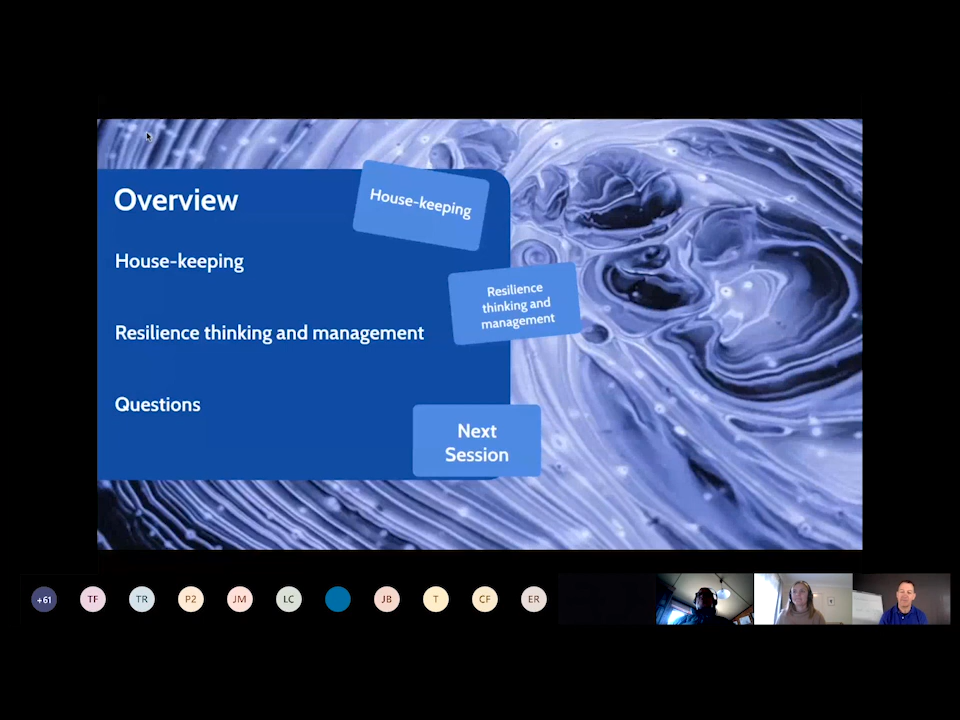 Overview
House-keeping
House-keeping
Resilience
thinking and
management
Resilience thinking and management
Questions
Next
Session
+61
TF
TR
P2
JM
LC
JB
T
CF
ER